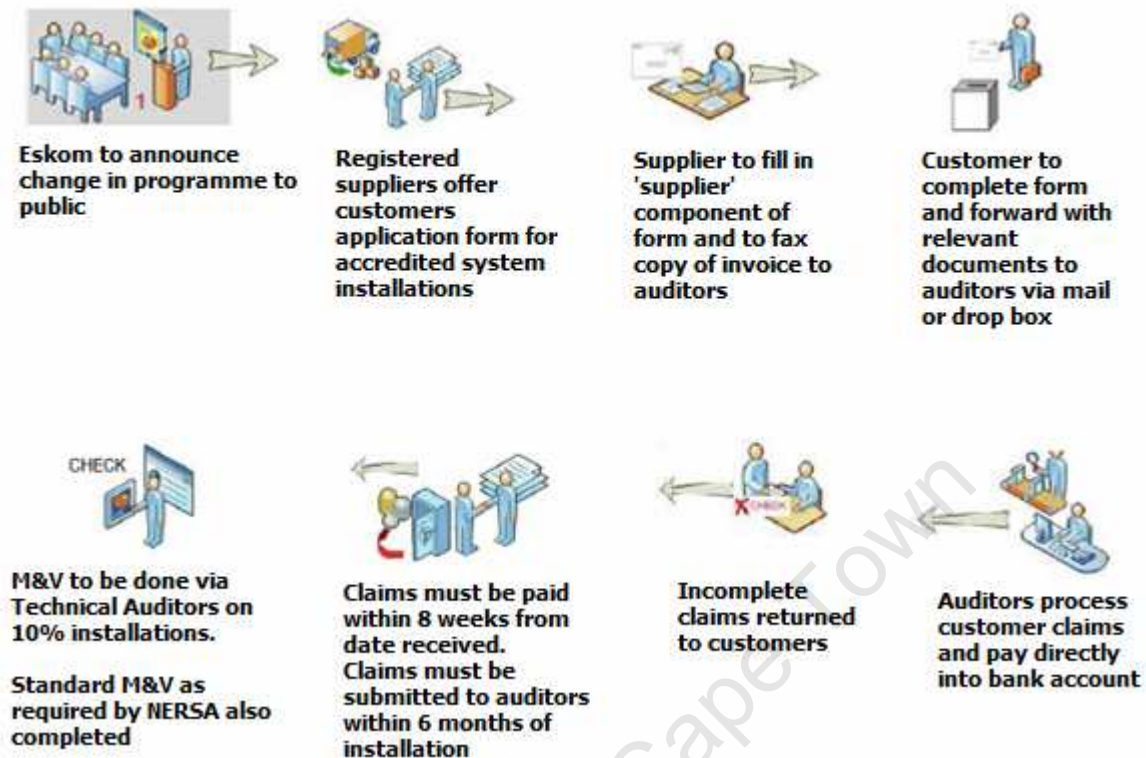 1
Eskom to announce
change in programme to
public
Registered
suppliers offer
customers
application form for
accredited system
installations
Supplier to fill in
'supplier'
component of
form and to fax
copy of invoice to
auditors
Customer to
complete form
and forward with
relevant
documents to
auditors via mail
or drop box
CHECK
M&V to be done via
Technical Auditors on
10% installations.
Standard M&V as
required by NERSA also
completed
Claims must be paid
within 8 weeks from
date received.
Claims must be
submitted to auditors
within 6 months of
installation
X CHECK
Incomplete
claims returned
to customers
Auditors process
customer claims
and pay directly
into bank account
Cape Town